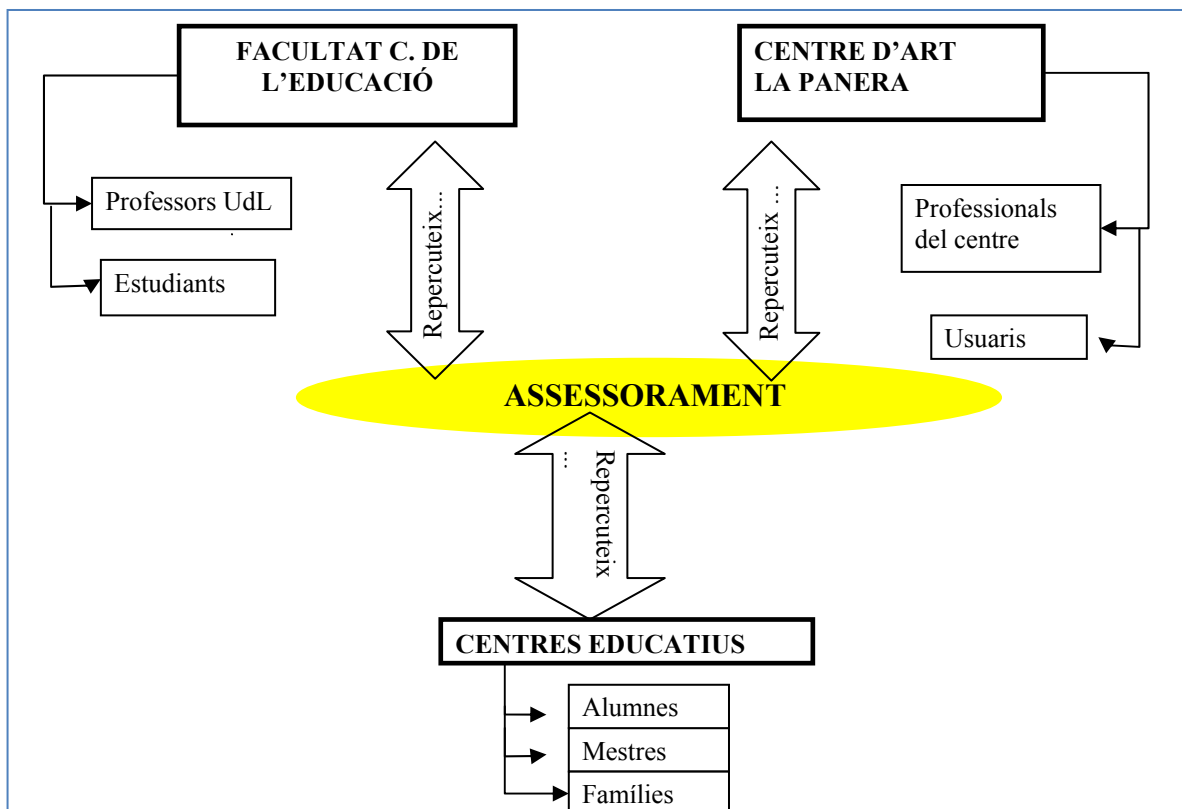 FACULTAT C. DE
L'EDUCACIÓ
CENTRE D'ART
LA PANERA
Professors UdL
Estudiants
Repercuteix...
Repercuteix ...
Professionals
del centre
Usuaris
ASSESSORAMENT
Repercuteix
...
CENTRES EDUCATIUS
Alumnes
Mestres
Famílies